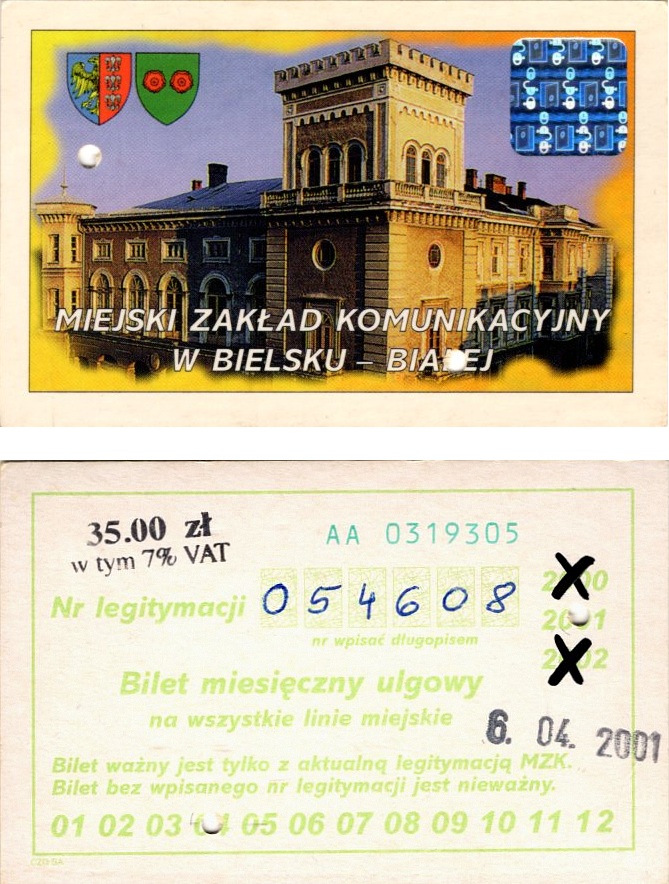 MIEJSKI ZAKŁAD KOMUNIKACYJNY
W BIELSKU – BIAŁEJ
35.00 zł
w tym 7% VAT
AA 0319305
2000
Nr legitymacji 054608
2001
nr wpisać długopisem
2002
Bilet miesięczny ulgowy
na wszystkie linie miejskie
6. 04. 2001
Bilet ważny jest tylko z aktualną legitymacją MZK.
Bilet bez wpisanego nr legitymacji jest nieważny.
01 02 03 04 05 06 07 08 09 10 11 12